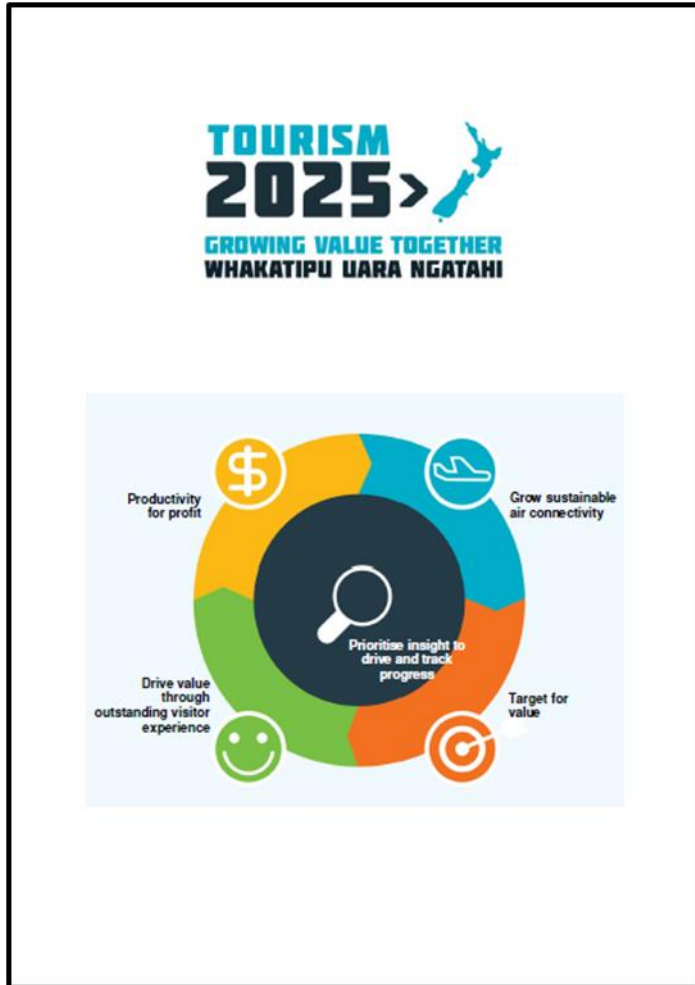 TOURISM
2025>
GROWING VALUE TOGETHER
WHAKATIPU UARA NGATAHI
Productivity
for profit
Grow sustainable
air connectivity
Prioritise insight to
drive and track
progress
Drive value
through
outstanding visitor
experience
Target for
value